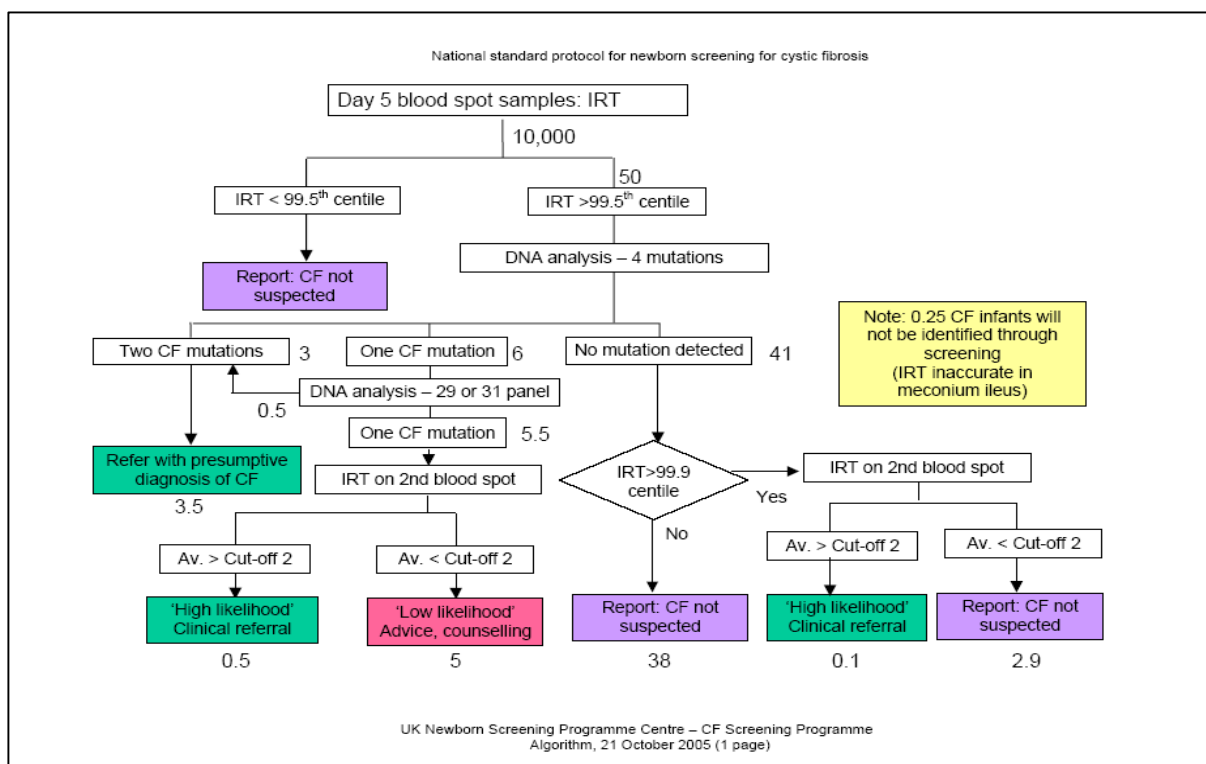 National standard protocol for newborn screening for cystic fibrosis
Day 5 blood spot samples: IRT
10,000
50
IRT < 99.5th centile
IRT >99.5th centile
DNA analysis – 4 mutations
Report: CF not
suspected
Note: 0.25 CF infants will
not be identified through
screening
(IRT inaccurate in
meconium ileus)
Two CF mutations
3
One CF mutation
6
No mutation detected
41
DNA analysis – 29 or 31 panel
0.5
One CF mutation
5.5
Refer with presumptive
diagnosis of CF
3.5
IRT on 2nd blood spot
IRT>99.9
centile
Yes
No
IRT on 2nd blood spot
Av. > Cut-off 2
Av. < Cut-off 2
Av. > Cut-off 2
Av. < Cut-off 2
‘High likelihood’
Clinical referral
0.5
‘Low likelihood’
Advice, counselling
5
Report: CF not
suspected
38
‘High likelihood’
Clinical referral
0.1
Report: CF not
suspected
2.9
UK Newborn Screening Programme Centre – CF Screening Programme
Algorithm, 21 October 2005 (1 page)